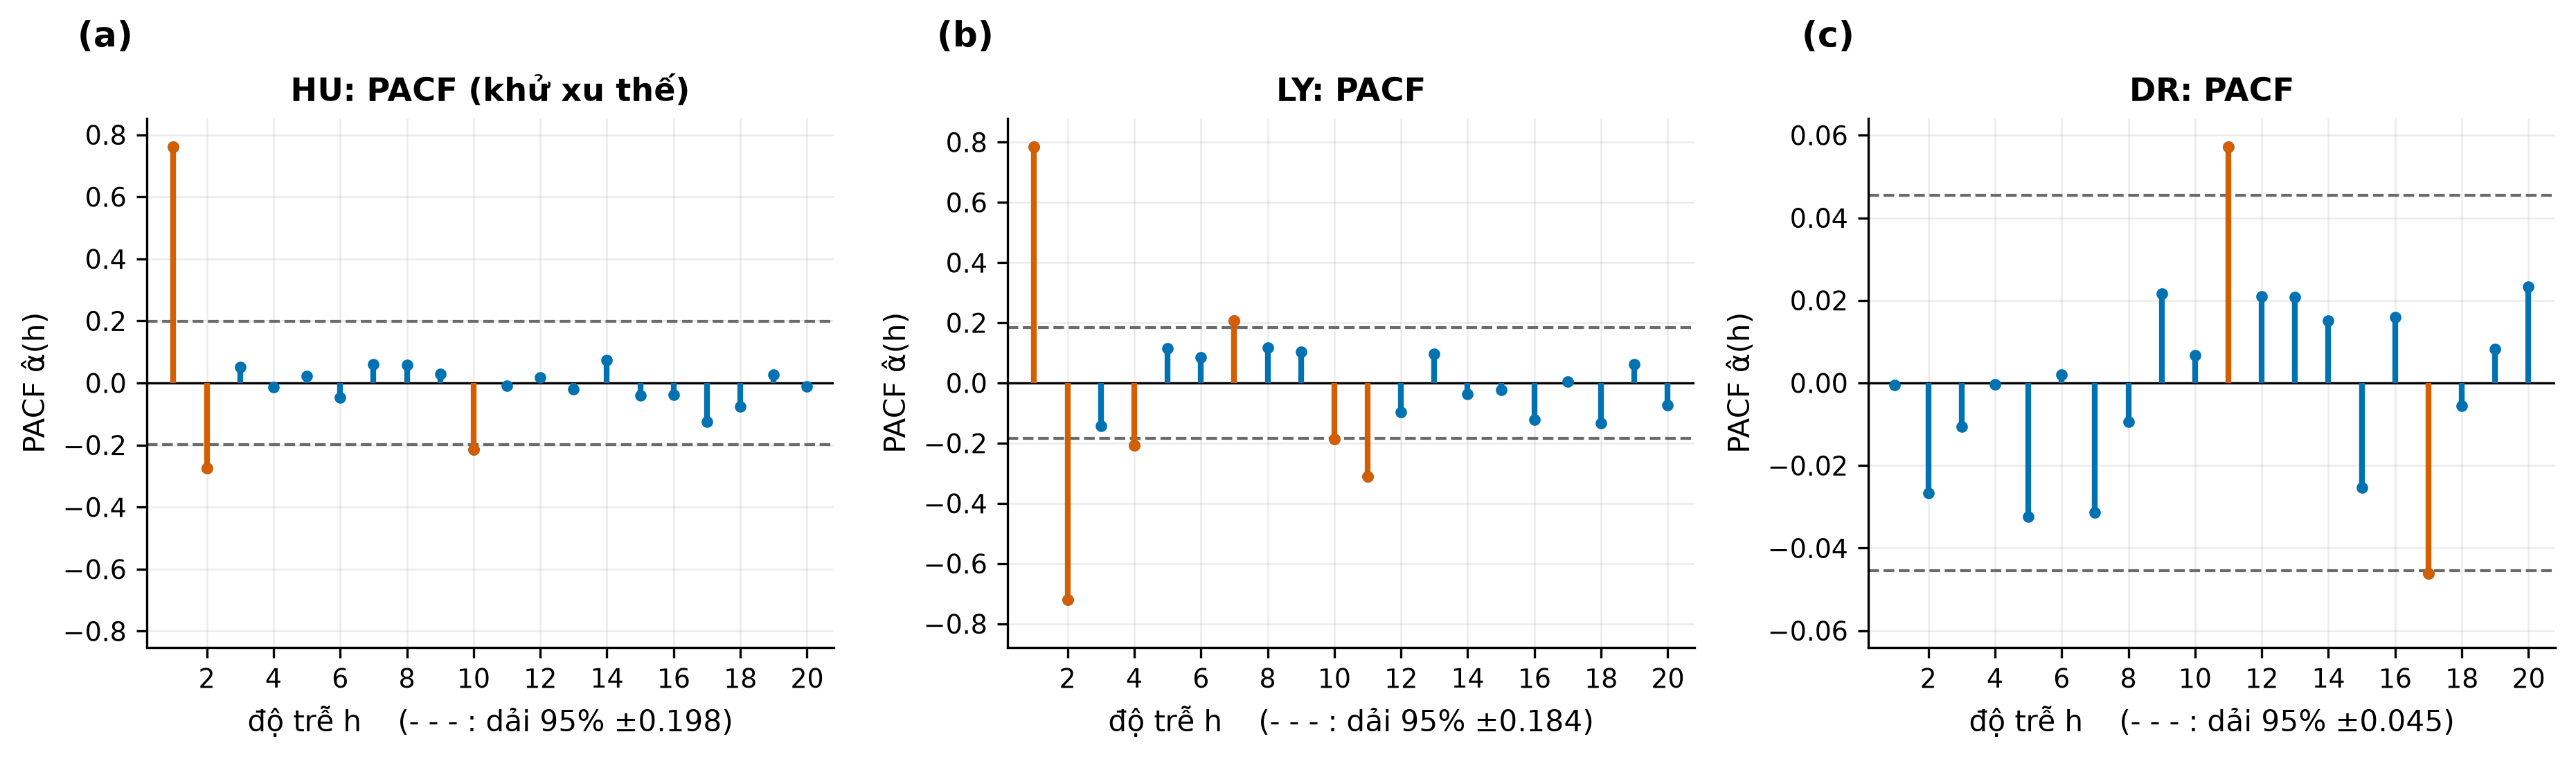 (a)
HU: PACF (khử xu thế)
PACF α̂(h)
0.8
0.6
0.4
0.2
0.0
−0.2
−0.4
−0.6
−0.8
2 4 6 8 10 12 14 16 18 20
độ trễ h (- - - : dải 95% ±0.198)
(b)
LY: PACF
PACF α̂(h)
0.8
0.6
0.4
0.2
0.0
−0.2
−0.4
−0.6
−0.8
2 4 6 8 10 12 14 16 18 20
độ trễ h (- - - : dải 95% ±0.184)
(c)
DR: PACF
PACF α̂(h)
0.06
0.04
0.02
0.00
−0.02
−0.04
−0.06
2 4 6 8 10 12 14 16 18 20
độ trễ h (- - - : dải 95% ±0.045)